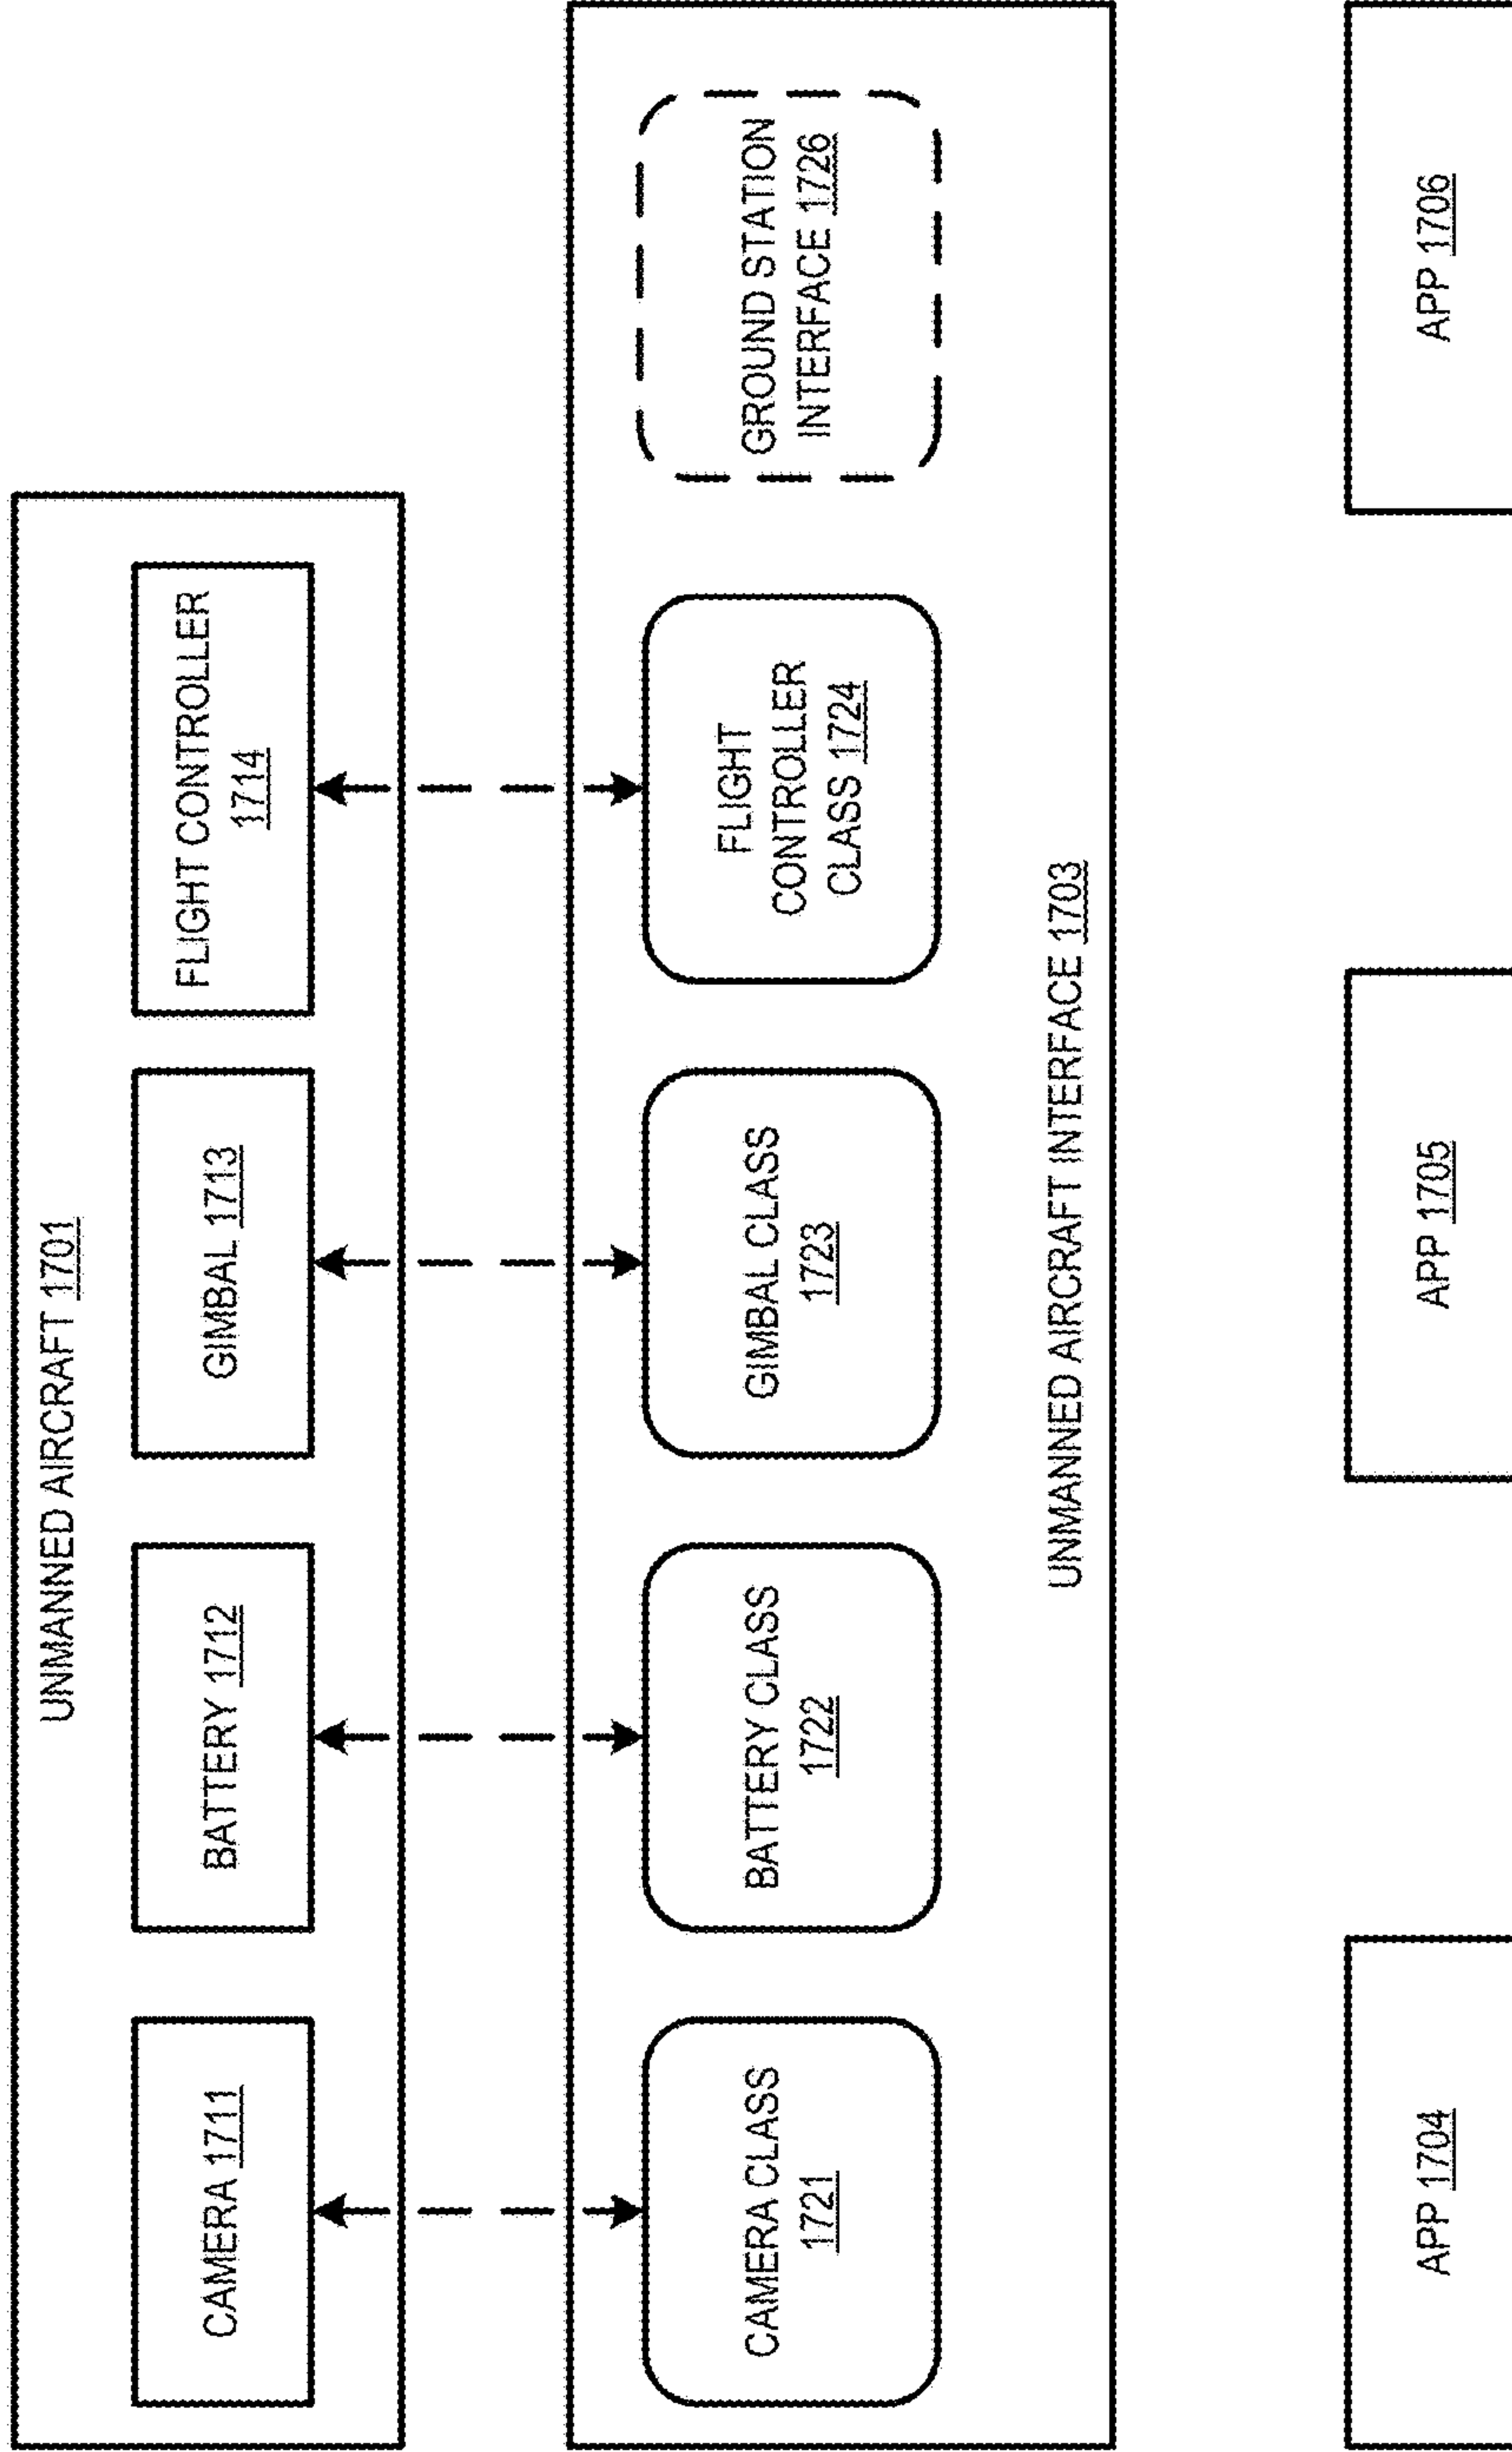 UNMANNED AIRCRAFT 1701
CAMERA 1711
BATTERY 1712
GIMBAL 1713
FLIGHT CONTROLLER
1714
CAMERA CLASS
1721
BATTERY CLASS
1722
GIMBAL CLASS
1723
FLIGHT
CONTROLLER
CLASS 1724
GROUND STATION
INTERFACE 1726
UNMANNED AIRCRAFT INTERFACE 1703
APP 1704
APP 1705
APP 1706